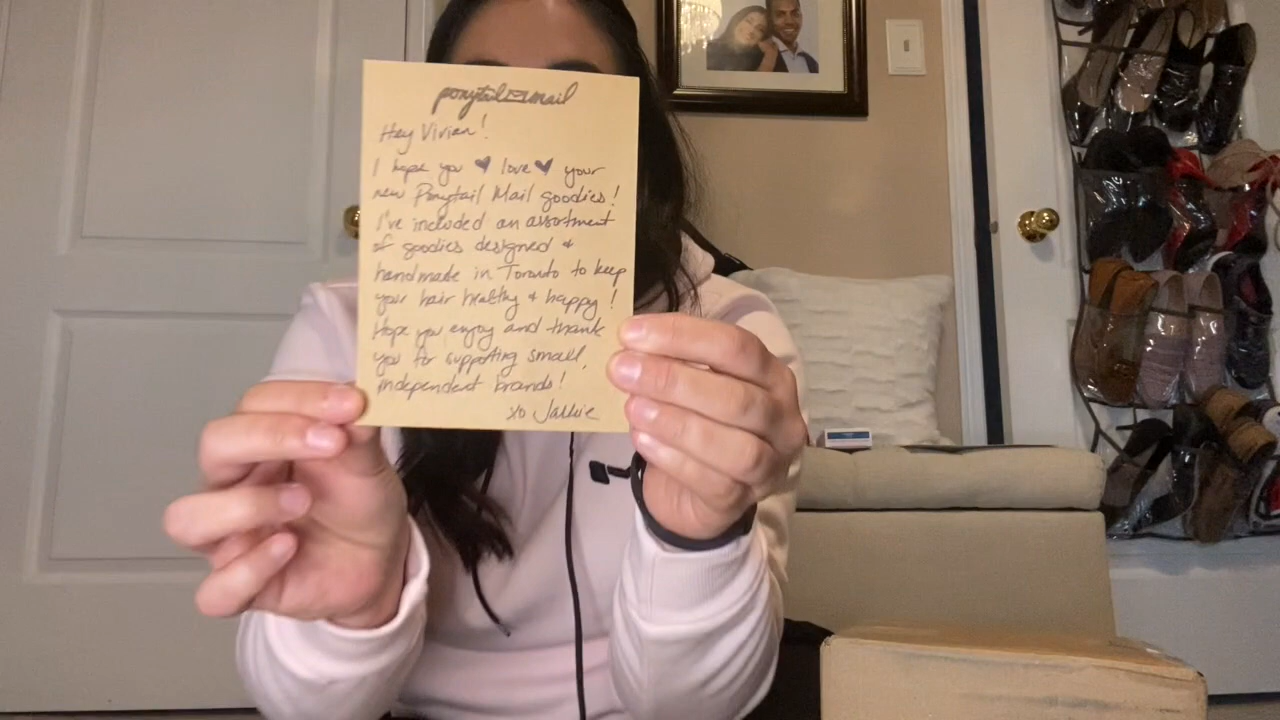 ponytail mail
Hey Vivian!
I hope you ♥ love ♥ your
new Ponytail Mail goodies!
I've included an assortment
of goodies designed &
handmade in Toronto to keep
your hair healthy & happy!
Hope you enjoy and thank
you for supporting small,
independent brands!
xo Jackie